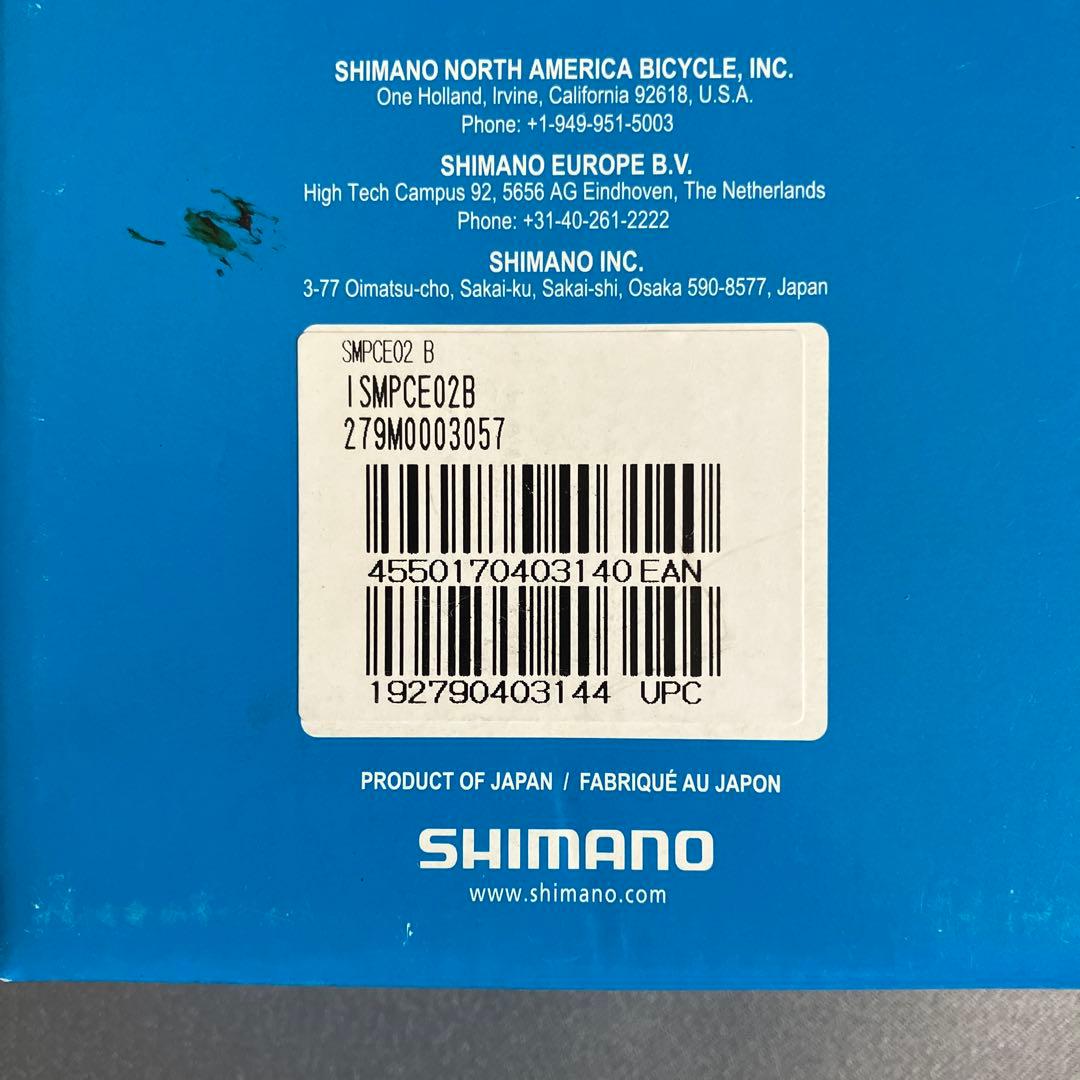 SHIMANO NORTH AMERICA BICYCLE, INC.
One Holland, Irvine, California 92618, U.S.A.
Phone: +1-949-951-5003
SHIMANO EUROPE B.V.
High Tech Campus 92, 5656 AG Eindhoven, The Netherlands
Phone: +31-40-261-2222
SHIMANO INC.
3-77 Oimatsu-cho, Sakai-ku, Sakai-shi, Osaka 590-8577, Japan
SMPCE02 B
ISMPCE02B
279M0003057
4550170403140 EAN
192790403144 UPC
PRODUCT OF JAPAN / FABRIQUÉ AU JAPON
SHIMANO
www.shimano.com